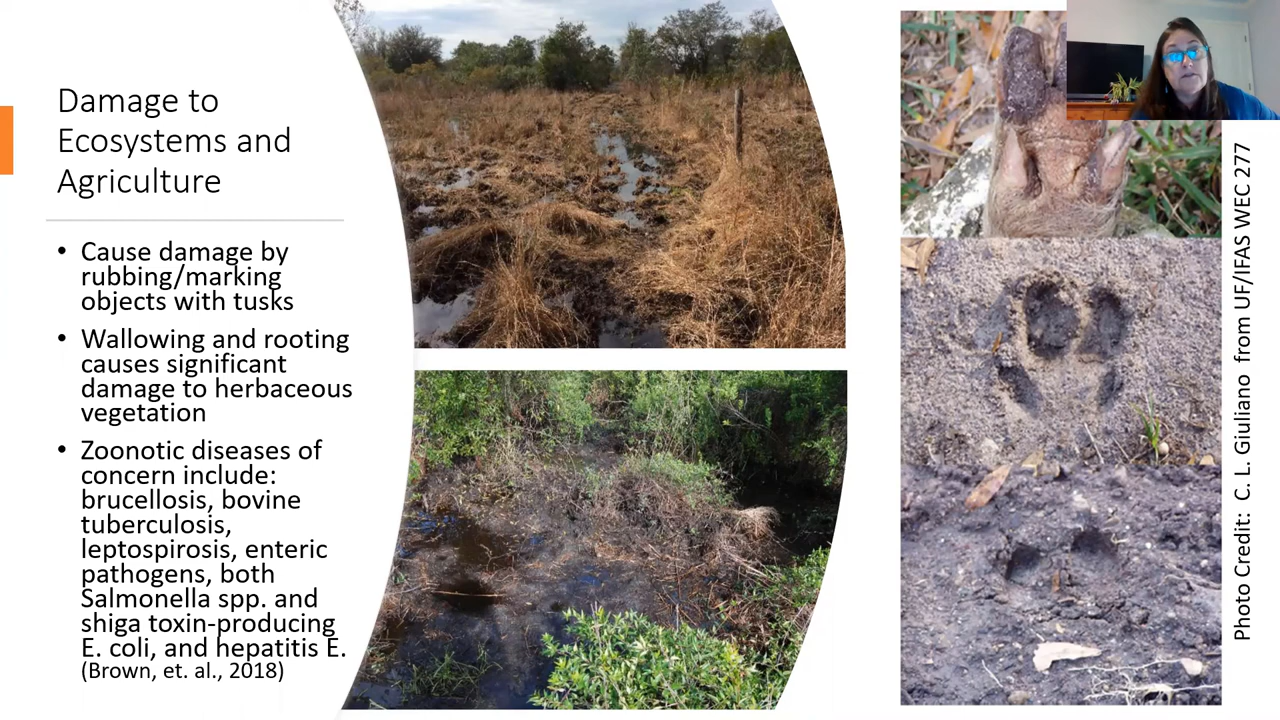 Damage to
Ecosystems and
Agriculture
• Cause damage by
rubbing/marking
objects with tusks
• Wallowing and rooting
causes significant
damage to herbaceous
vegetation
• Zoonotic diseases of
concern include:
brucellosis, bovine
tuberculosis,
leptospirosis, enteric
pathogens, both
Salmonella spp. and
shiga toxin-producing
E. coli, and hepatitis E.
(Brown, et. al., 2018)
Photo Credit: C. L. Giuliano from UF/IFAS WEC 277